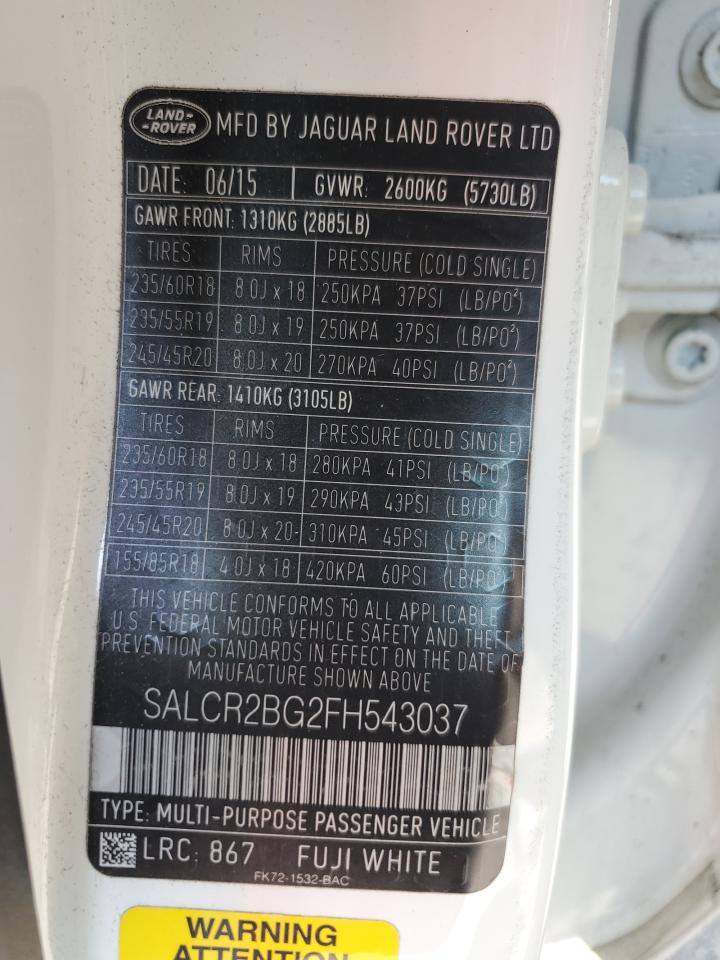 LAND-
-ROVER
MFD BY JAGUAR LAND ROVER LTD
DATE: 06/15 GVWR: 2600KG (5730LB)
GAWR FRONT: 1310KG (2885LB)
TIRES RIMS PRESSURE (COLD SINGLE)
235/60R18 8.0J x 18 250KPA 37PSI (LB/PO²)
235/55R19 8.0J x 19 250KPA 37PSI (LB/PO²)
245/45R20 8.0J x 20 270KPA 40PSI (LB/PO²)
GAWR REAR: 1410KG (3105LB)
TIRES RIMS PRESSURE (COLD SINGLE)
235/60R18 8.0J x 18 280KPA 41PSI (LB/PO²)
235/55R19 8.0J x 19 290KPA 43PSI (LB/PO²)
245/45R20 8.0J x 20 310KPA 45PSI (LB/PO²)
155/85R18 4.0J x 18 420KPA 60PSI (LB/PO²)
THIS VEHICLE CONFORMS TO ALL APPLICABLE
U.S. FEDERAL MOTOR VEHICLE SAFETY AND THEFT
PREVENTION STANDARDS IN EFFECT ON THE DATE OF
MANUFACTURE SHOWN ABOVE
SALCR2BG2FH543037
TYPE: MULTI-PURPOSE PASSENGER VEHICLE
LRC: 867 FUJI WHITE
FK72-1532-BAC
WARNING
ATTENTION